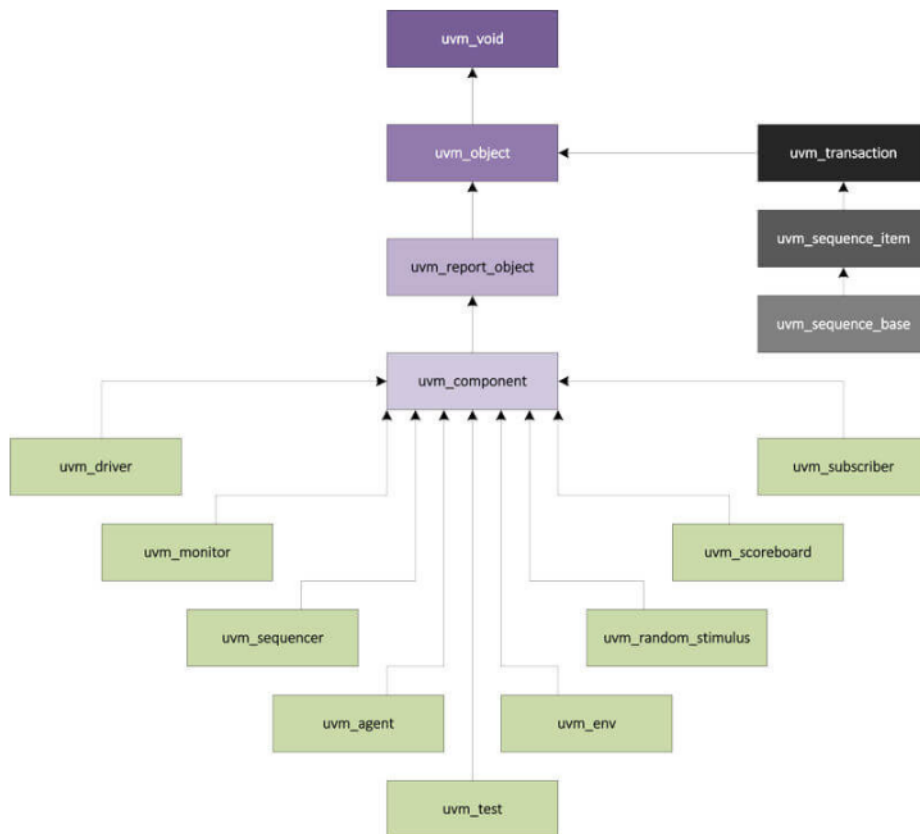 uvm_void
uvm_object
uvm_transaction
uvm_sequence_item
uvm_report_object
uvm_sequence_base
uvm_component
uvm_driver
uvm_subscriber
uvm_monitor
uvm_scoreboard
uvm_sequencer
uvm_random_stimulus
uvm_agent
uvm_env
uvm_test